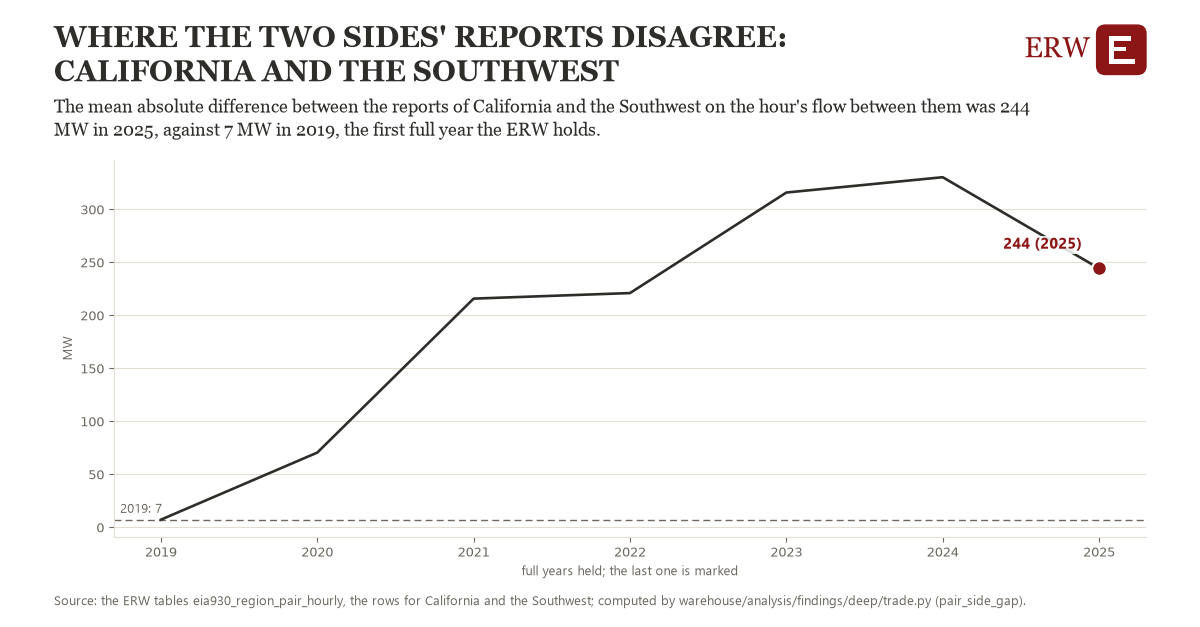 WHERE THE TWO SIDES' REPORTS DISAGREE:
CALIFORNIA AND THE SOUTHWEST
ERW E
The mean absolute difference between the reports of California and the Southwest on the hour's flow between them was 244
MW in 2025, against 7 MW in 2019, the first full year the ERW holds.
300
250
200
150
100
50
0
MW
244 (2025)
2019: 7
2019 2020 2021 2022 2023 2024 2025
full years held; the last one is marked
Source: the ERW tables eia930_region_pair_hourly, the rows for California and the Southwest; computed by warehouse/analysis/findings/deep/trade.py (pair_side_gap).